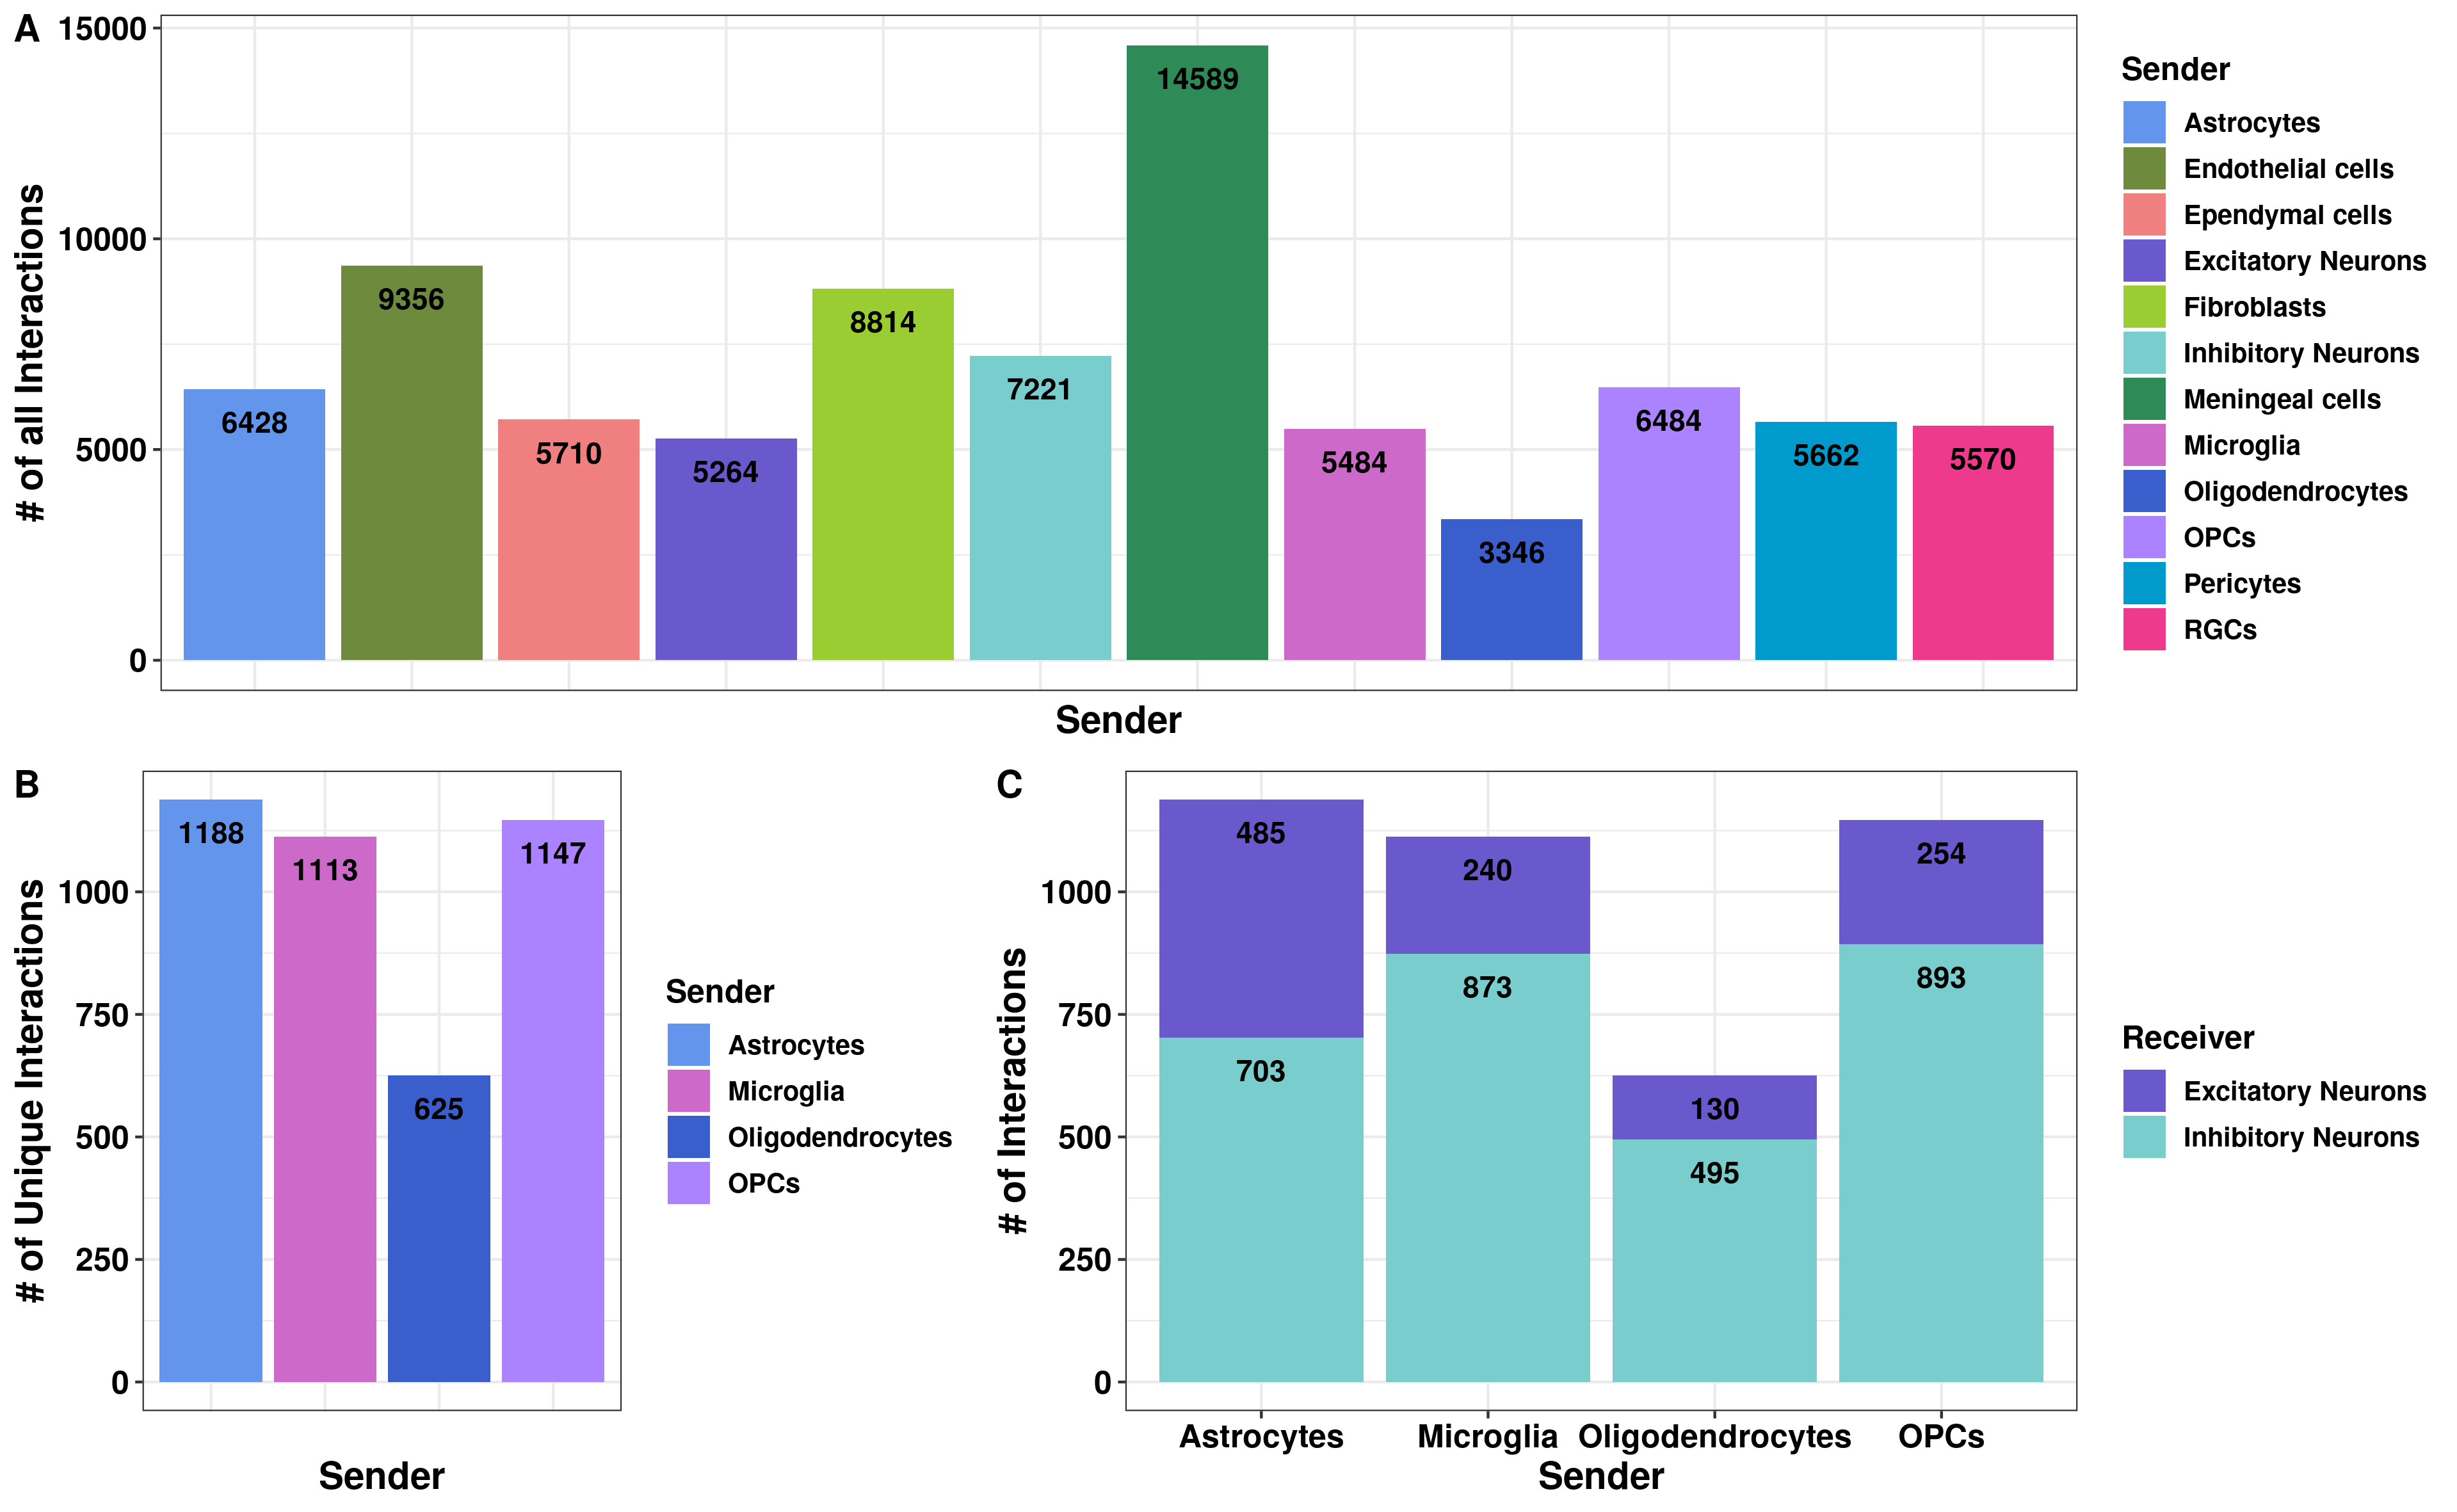 A
15000
10000
5000
0
# of all Interactions
6428
9356
5710
5264
8814
7221
14589
5484
3346
6484
5662
5570
Sender
Sender
Astrocytes
Endothelial cells
Ependymal cells
Excitatory Neurons
Fibroblasts
Inhibitory Neurons
Meningeal cells
Microglia
Oligodendrocytes
OPCs
Pericytes
RGCs
B
1000
750
500
250
0
# of Unique Interactions
1188
1113
625
1147
Sender
Sender
Astrocytes
Microglia
Oligodendrocytes
OPCs
C
1000
750
500
250
0
# of Interactions
485
240
130
254
703
873
495
893
Astrocytes Microglia Oligodendrocytes OPCs
Sender
Receiver
Excitatory Neurons
Inhibitory Neurons